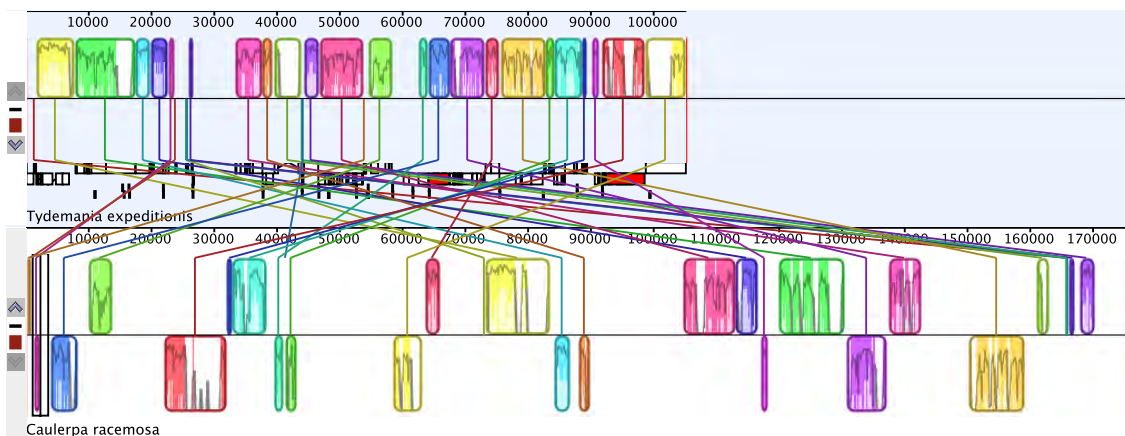 10000 20000 30000 40000 50000 60000 70000 80000 90000 100000
Tydemania expeditionis
10000 20000 30000 40000 50000 60000 70000 80000 90000 100000 110000 120000 130000 140000 150000 160000 170000
Caulerpa racemosa